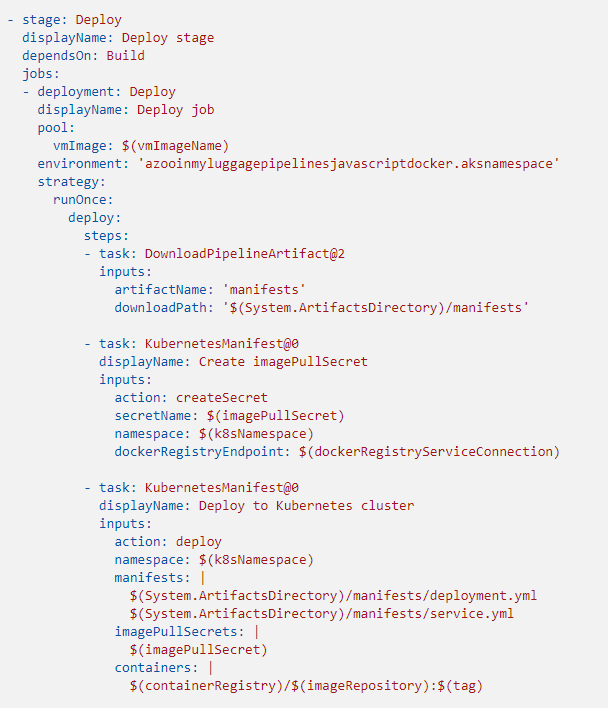 - stage: Deploy
  displayName: Deploy stage
  dependsOn: Build
  jobs:
  - deployment: Deploy
    displayName: Deploy job
    pool:
      vmImage: $(vmImageName)
    environment: 'azooinmyluggagepipelinesjavascriptdocker.aksnamespace'
    strategy:
      runOnce:
        deploy:
          steps:
          - task: DownloadPipelineArtifact@2
            inputs:
              artifactName: 'manifests'
              downloadPath: '$(System.ArtifactsDirectory)/manifests'

          - task: KubernetesManifest@0
            displayName: Create imagePullSecret
            inputs:
              action: createSecret
              secretName: $(imagePullSecret)
              namespace: $(k8sNamespace)
              dockerRegistryEndpoint: $(dockerRegistryServiceConnection)

          - task: KubernetesManifest@0
            displayName: Deploy to Kubernetes cluster
            inputs:
              action: deploy
              namespace: $(k8sNamespace)
              manifests: |
                $(System.ArtifactsDirectory)/manifests/deployment.yml
                $(System.ArtifactsDirectory)/manifests/service.yml
              imagePullSecrets: |
                $(imagePullSecret)
              containers: |
                $(containerRegistry)/$(imageRepository):$(tag)